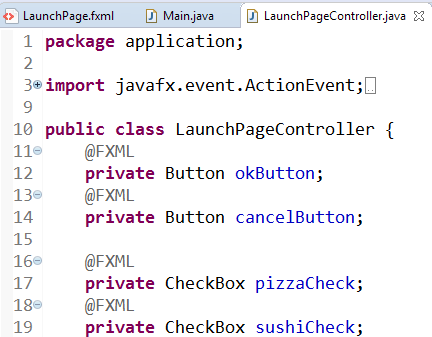 LaunchPage.fxml Main.java LaunchPageController.java
1 package application;
2
3 import javafx.event.ActionEvent;
9
10 public class LaunchPageController {
11 @FXML
12 private Button okButton;
13 @FXML
14 private Button cancelButton;
15
16 @FXML
17 private CheckBox pizzaCheck;
18 @FXML
19 private CheckBox sushiCheck;